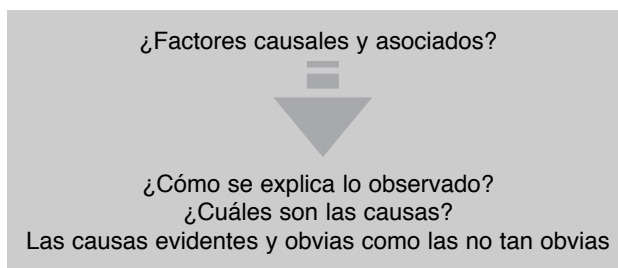 ¿Factores causales y asociados?
¿Cómo se explica lo observado?
¿Cuáles son las causas?
Las causas evidentes y obvias como las no tan obvias